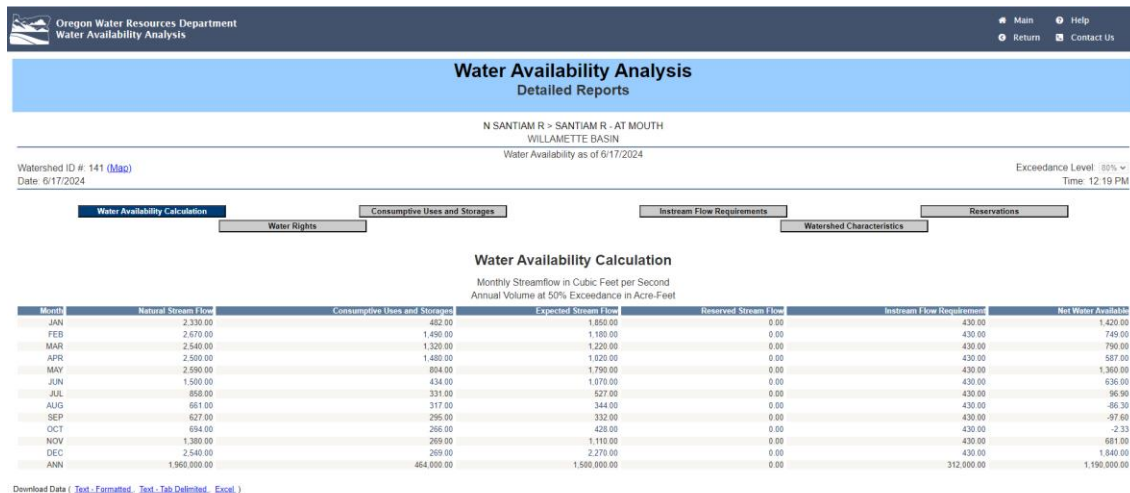 Oregon Water Resources Department
Water Availability Analysis
Main
Help
Return
Contact Us
Water Availability Analysis
Detailed Reports
N SANTIAM R > SANTIAM R - AT MOUTH
WILLAMETTE BASIN
Water Availability as of 6/17/2024
Watershed ID #: 141 (Map)
Exceedance Level: 80%
Date: 6/17/2024
Time: 12:19 PM
Water Availability Calculation
Consumptive Uses and Storages
Instream Flow Requirements
Reservations
Water Rights
Watershed Characteristics
Water Availability Calculation
Monthly Streamflow in Cubic Feet per Second
Annual Volume at 50% Exceedance in Acre-Feet
Month Natural Stream Flow Consumptive Uses and Storages Expected Stream Flow Reserved Stream Flow Instream Flow Requirement Net Water Available
JAN 2,330.00 482.00 1,850.00 0.00 430.00 1,420.00
FEB 2,670.00 1,490.00 1,180.00 0.00 430.00 749.00
MAR 2,540.00 1,320.00 1,220.00 0.00 430.00 790.00
APR 2,500.00 1,480.00 1,020.00 0.00 430.00 587.00
MAY 2,590.00 804.00 1,790.00 0.00 430.00 1,360.00
JUN 1,500.00 434.00 1,070.00 0.00 430.00 636.00
JUL 858.00 331.00 527.00 0.00 430.00 96.90
AUG 661.00 317.00 344.00 0.00 430.00 -86.30
SEP 627.00 295.00 332.00 0.00 430.00 -97.60
OCT 694.00 266.00 428.00 0.00 430.00 -2.33
NOV 1,380.00 269.00 1,110.00 0.00 430.00 681.00
DEC 2,540.00 269.00 2,270.00 0.00 430.00 1,840.00
ANN 1,960,000.00 464,000.00 1,500,000.00 0.00 312,000.00 1,190,000.00
Download Data ( Text - Formatted , Text - Tab Delimited , Excel )